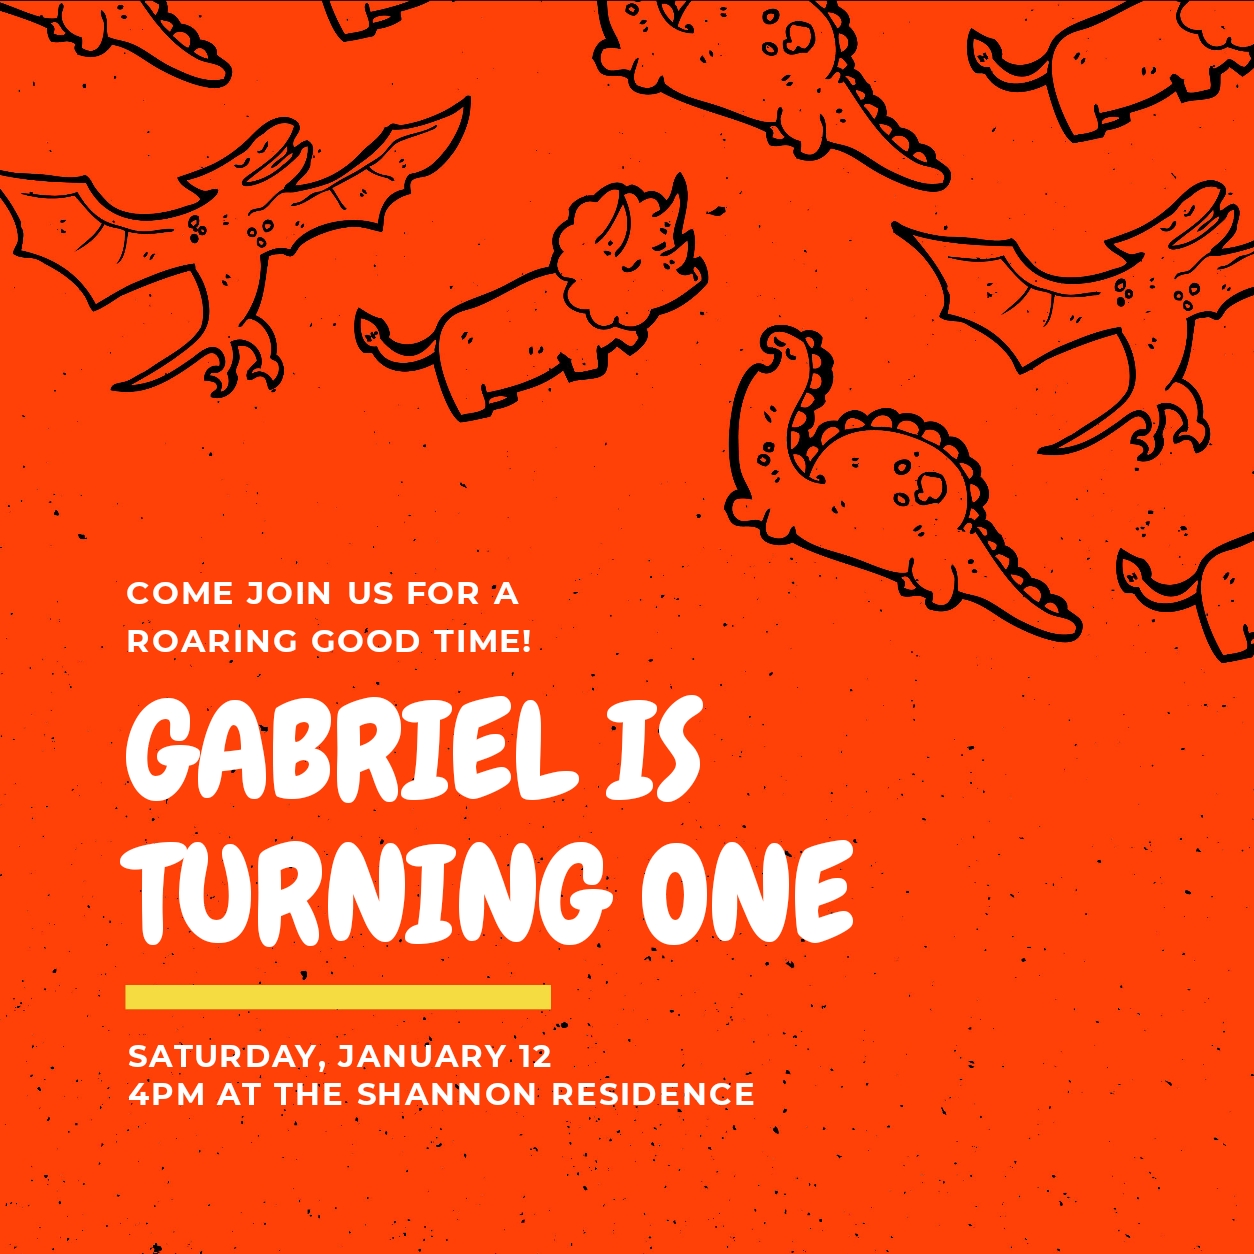 COME JOIN US FOR A
ROARING GOOD TIME!
GABRIEL IS
TURNING ONE
SATURDAY, JANUARY 12
4PM AT THE SHANNON RESIDENCE